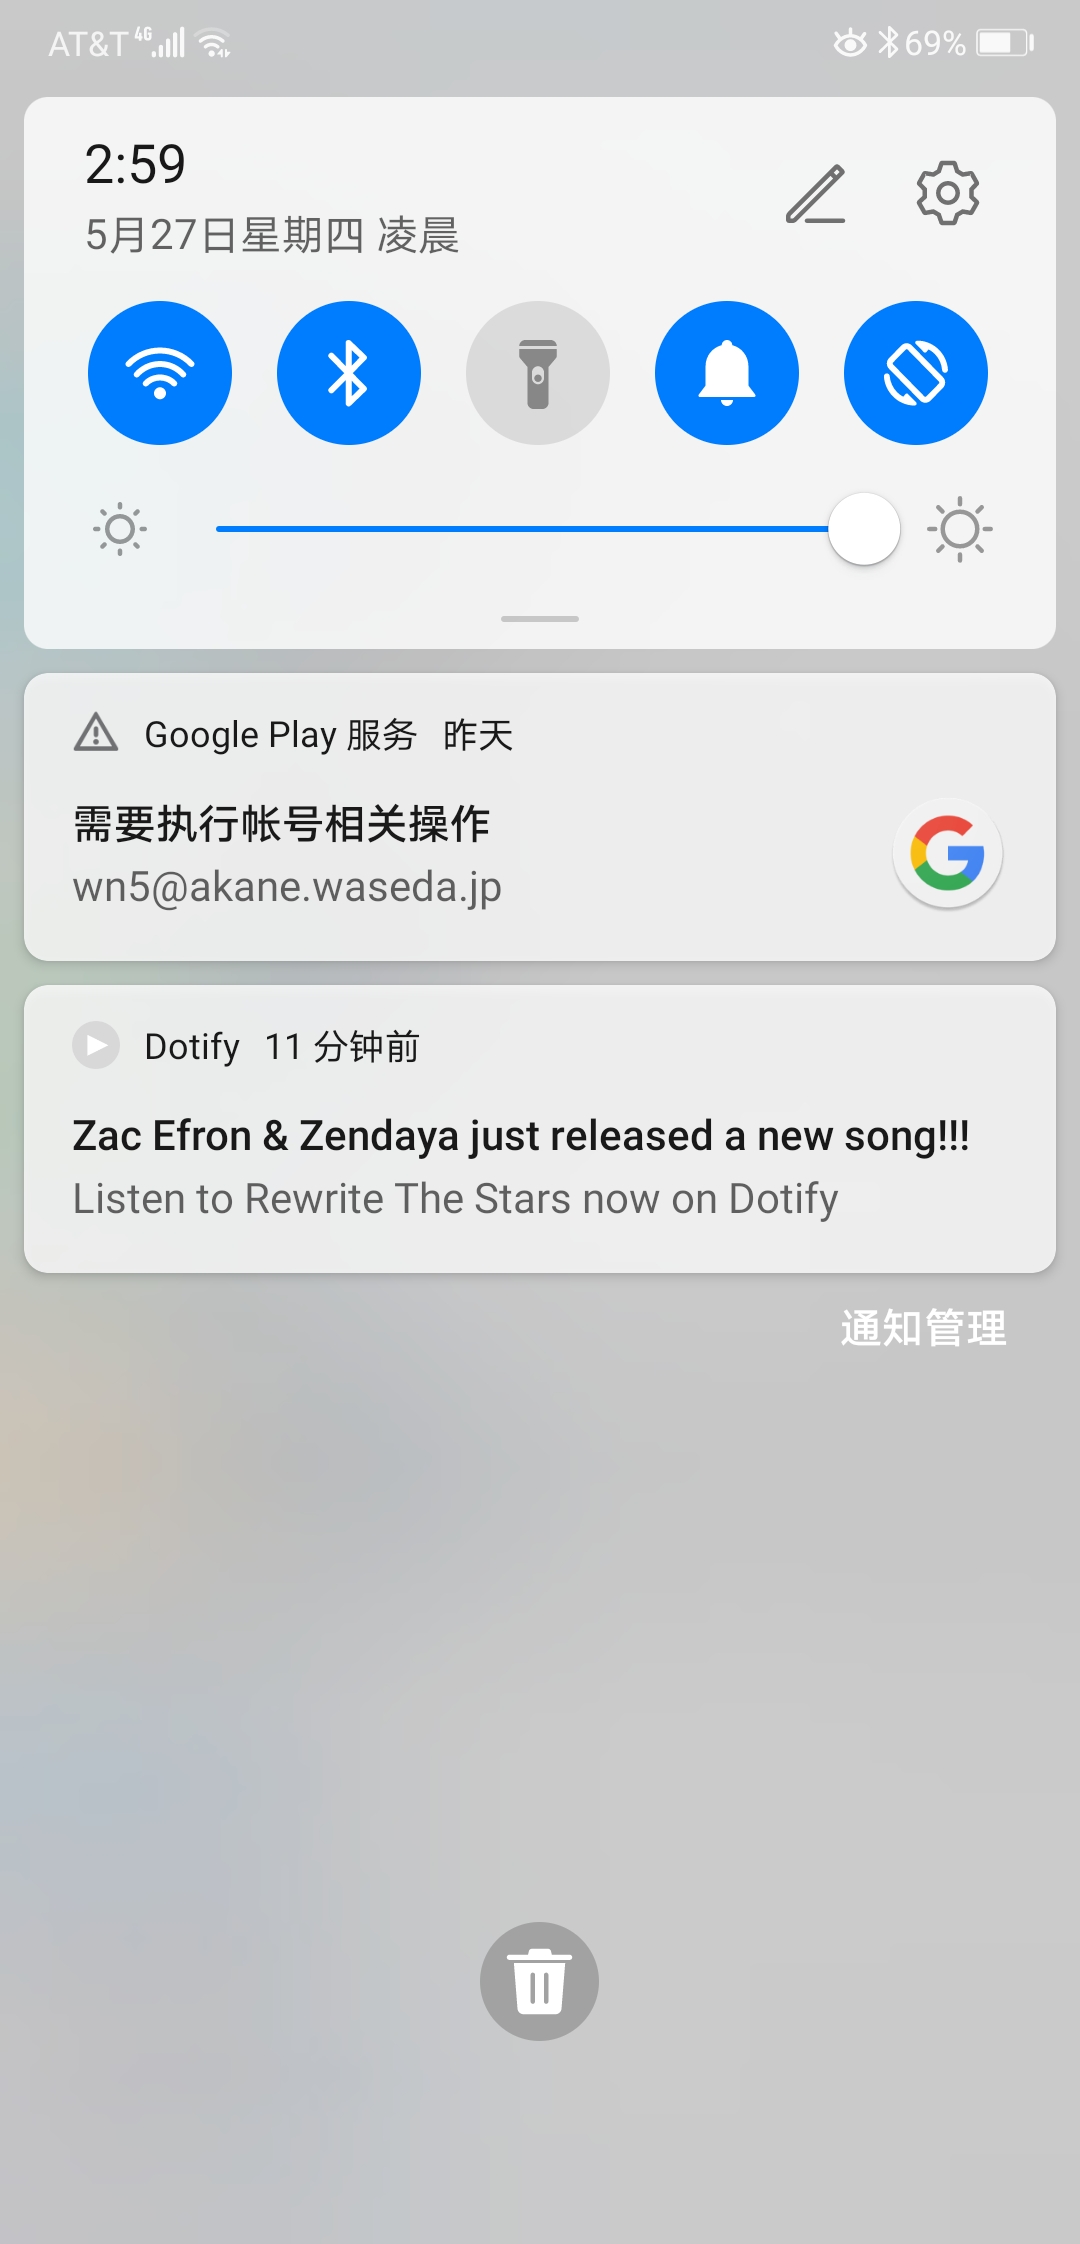 AT&T 4G 69%
2:59
5月27日星期四 凌晨
Google Play 服务 昨天
需要执行帐号相关操作
wn5@akane.waseda.jp
Dotify 11 分钟前
Zac Efron & Zendaya just released a new song!!!
Listen to Rewrite The Stars now on Dotify
通知管理